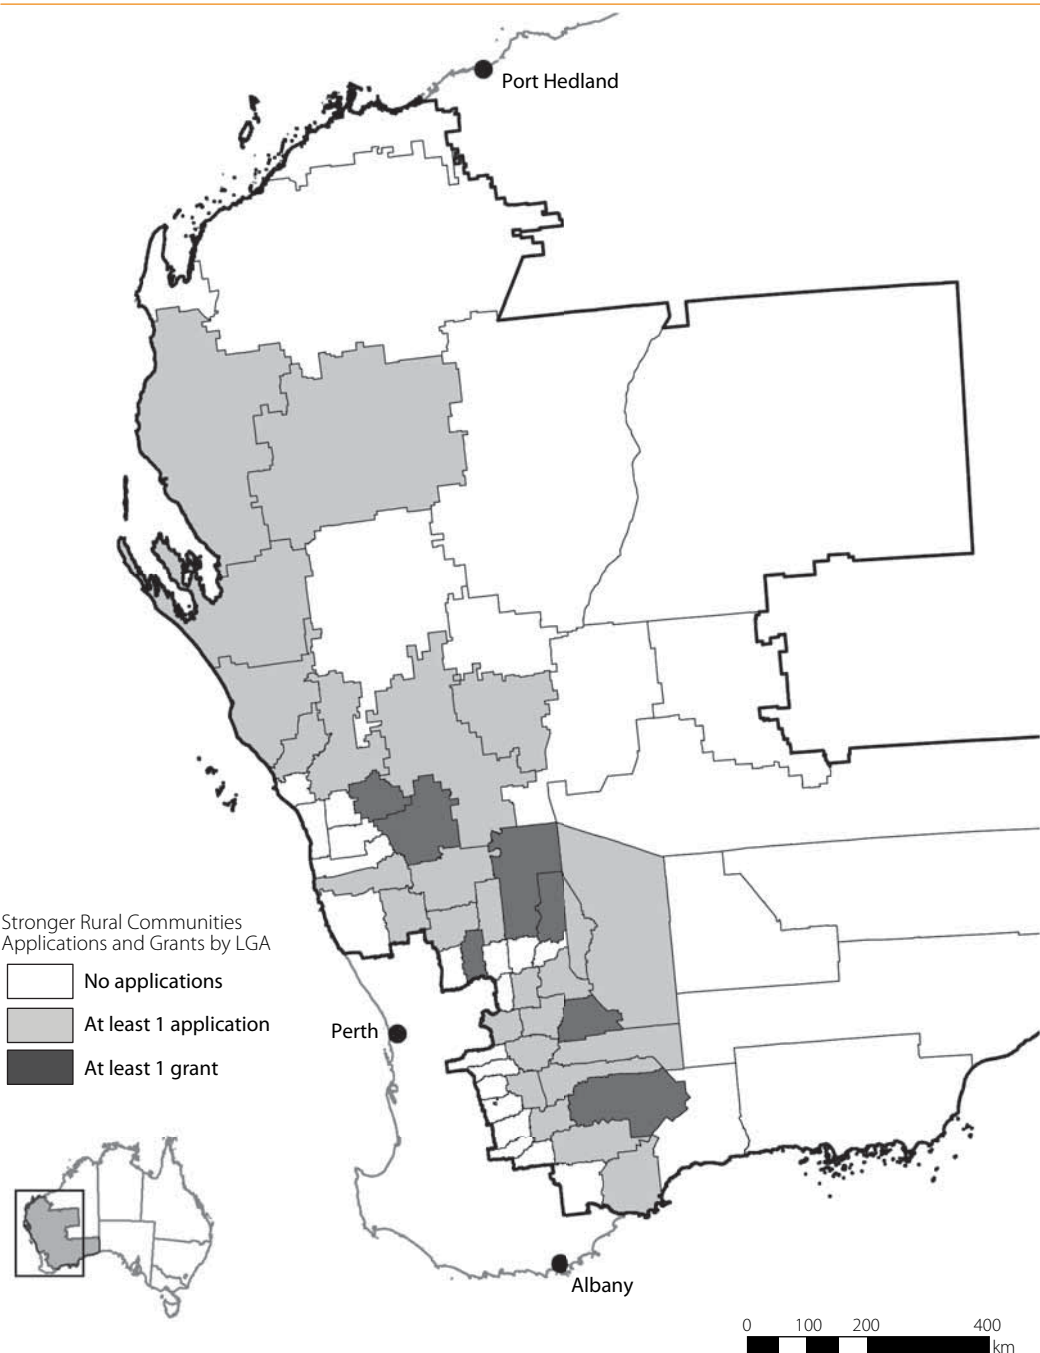 Port Hedland
Stronger Rural Communities
Applications and Grants by LGA
No applications
At least 1 application
At least 1 grant
Perth
Albany
0 100 200 400
km